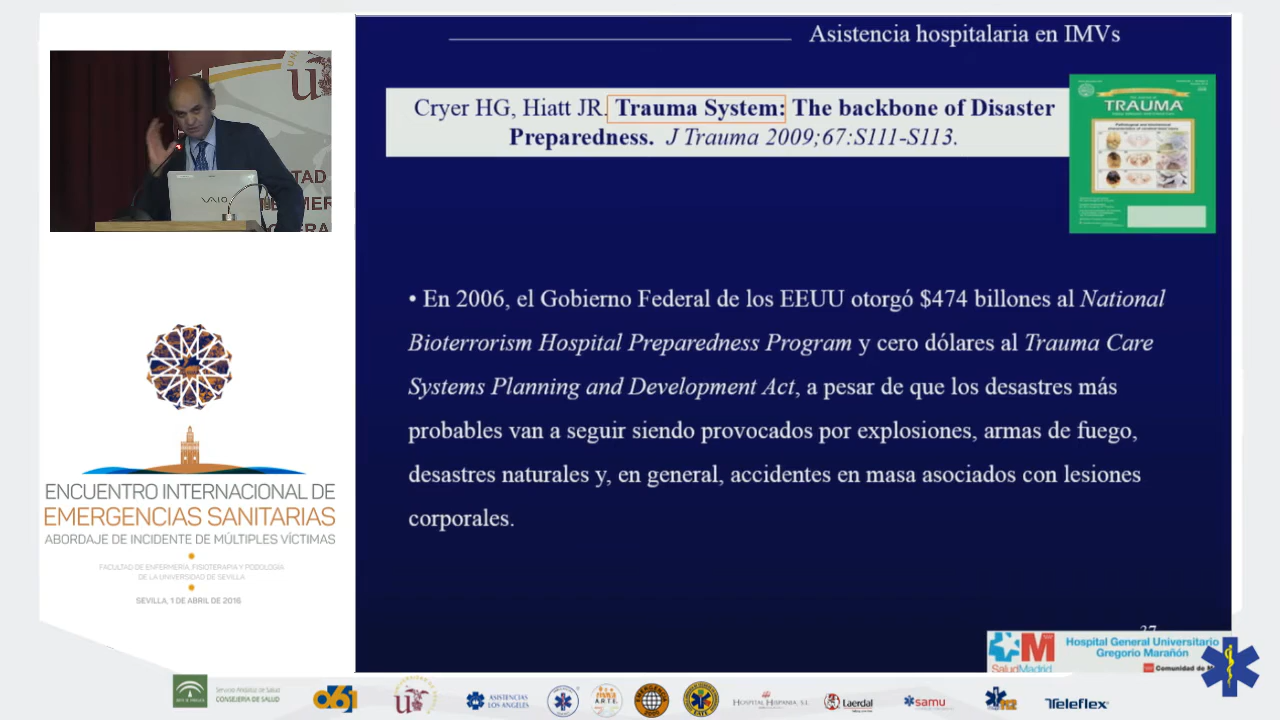 Asistencia hospitalaria en IMVs
Cryer HG, Hiatt JR. Trauma System: The backbone of Disaster
Preparedness. J Trauma 2009;67:S111-S113.
TRAUMA
• En 2006, el Gobierno Federal de los EEUU otorgó $474 billones al National
Bioterrorism Hospital Preparedness Program y cero dólares al Trauma Care
Systems Planning and Development Act, a pesar de que los desastres más
probables van a seguir siendo provocados por explosiones, armas de fuego,
desastres naturales y, en general, accidentes en masa asociados con lesiones
corporales.
37
SaludMadrid
Hospital General Universitario
Gregorio Marañón
VAIO
ENCUENTRO INTERNACIONAL DE
EMERGENCIAS SANITARIAS
ABORDAJE DE INCIDENTE DE MÚLTIPLES VÍCTIMAS
FACULTAD DE ENFERMERÍA, FISIOTERAPIA Y PODOLOGÍA
DE LA UNIVERSIDAD DE SEVILLA
SEVILLA, 1 DE ABRIL DE 2016
Servicio Andaluz de Salud
CONSEJERÍA DE SALUD
061
ASISTENCIAS
LOS ANGELES
HOSPITAL HISPANIA, S.L.
Laerdal
samu
Teleflex